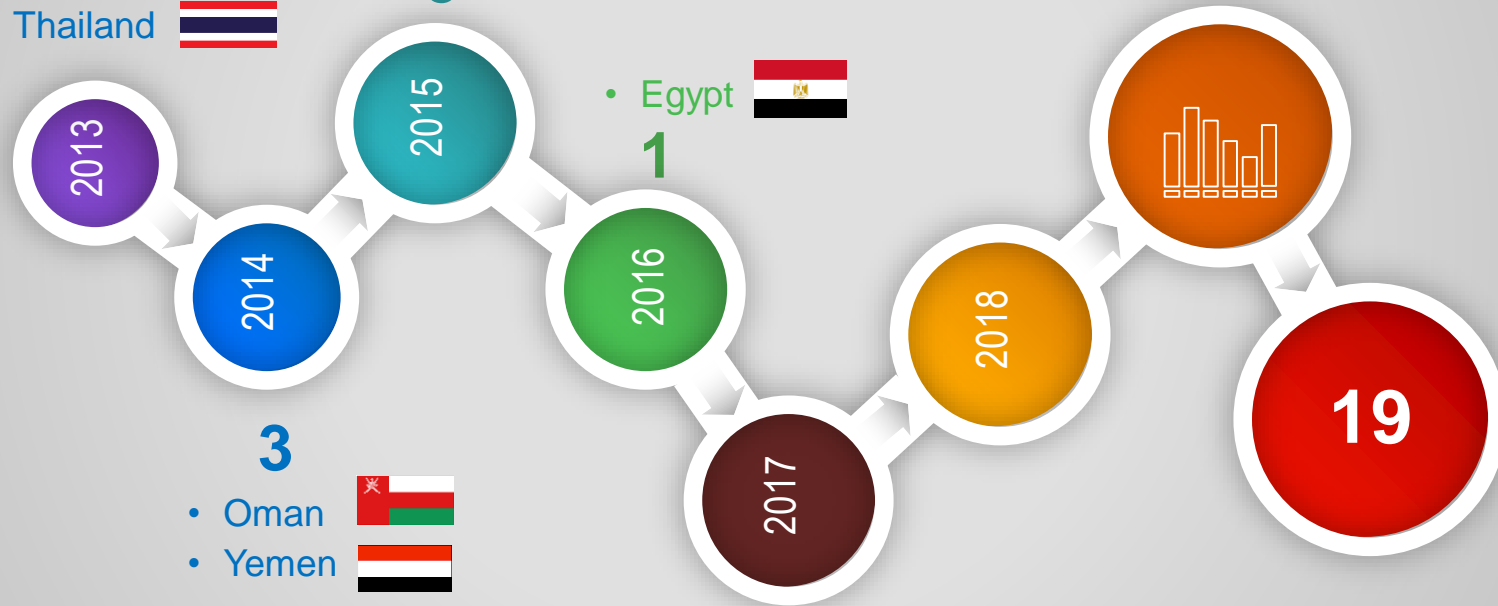 Thailand
2013
2015
• Egypt
1
2014
2016
2018
19
3
2017
• Oman
• Yemen